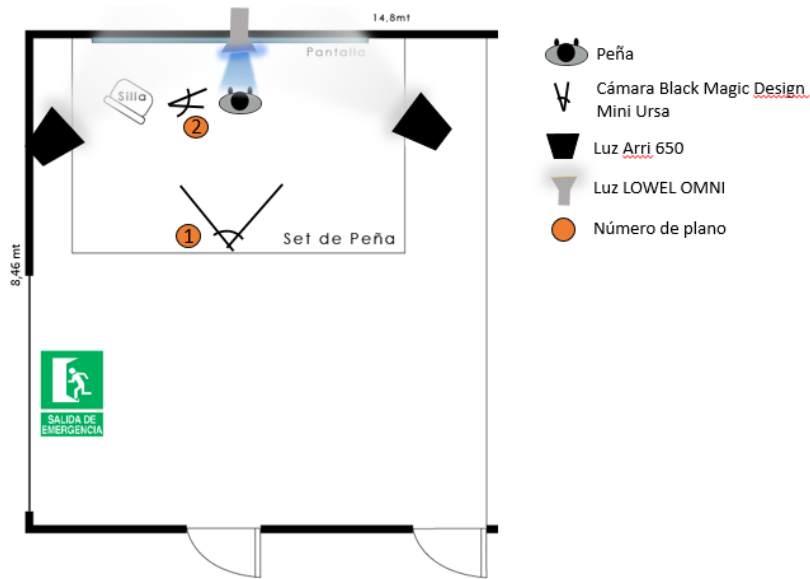 14,8mt
Pantalla
Silla
2
1
Set de Peña
8,46 mt
SALIDA DE
EMERGENCIA
Peña
Cámara Black Magic Design
Mini Ursa
Luz Arri 650
Luz LOWEL OMNI
Número de plano